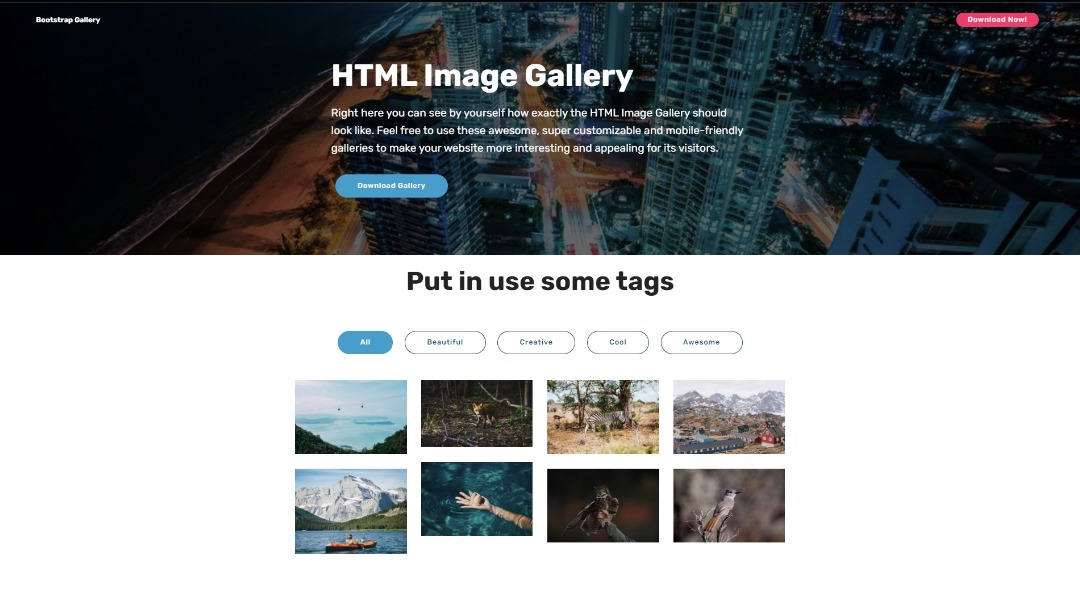 Bootstrap Gallery
Download Now!
HTML Image Gallery
Right here you can see by yourself how exactly the HTML Image Gallery should
look like. Feel free to use these awesome, super customizable and mobile-friendly
galleries to make your website more interesting and appealing for its visitors.
Download Gallery
Put in use some tags
All
Beautiful
Creative
Cool
Awesome